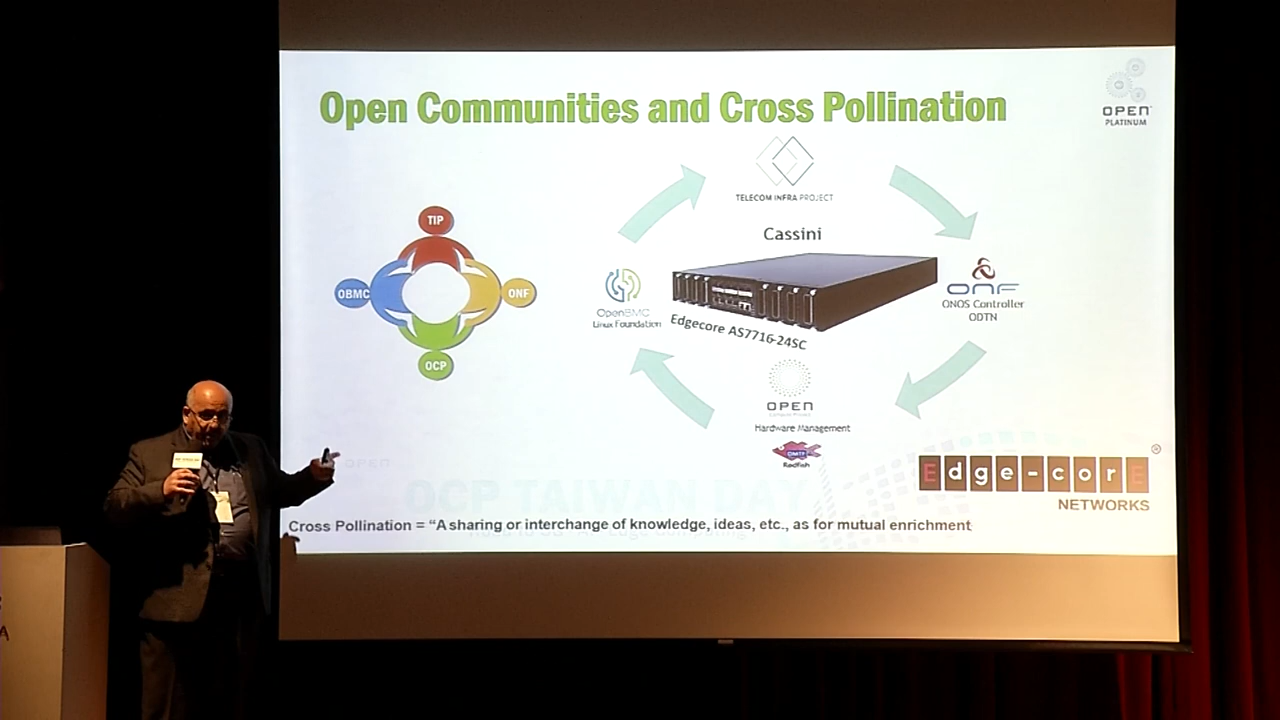 Open Communities and Cross Pollination
OPEN
PLATINUM
TELECOM INFRA PROJECT
Cassini
TIP
OBMC
ONF
OCP
OpenBMC
Linux Foundation
Edgecore AS7716-24SC
ONF
ONOS Controller
ODTN
OPEN
Hardware Management
DMTF
Redfish
Edge-corE
NETWORKS
OPEN
OCP TAIWAN DAY
Cross Pollination = “A sharing or interchange of knowledge, ideas, etc., as for mutual enrichment